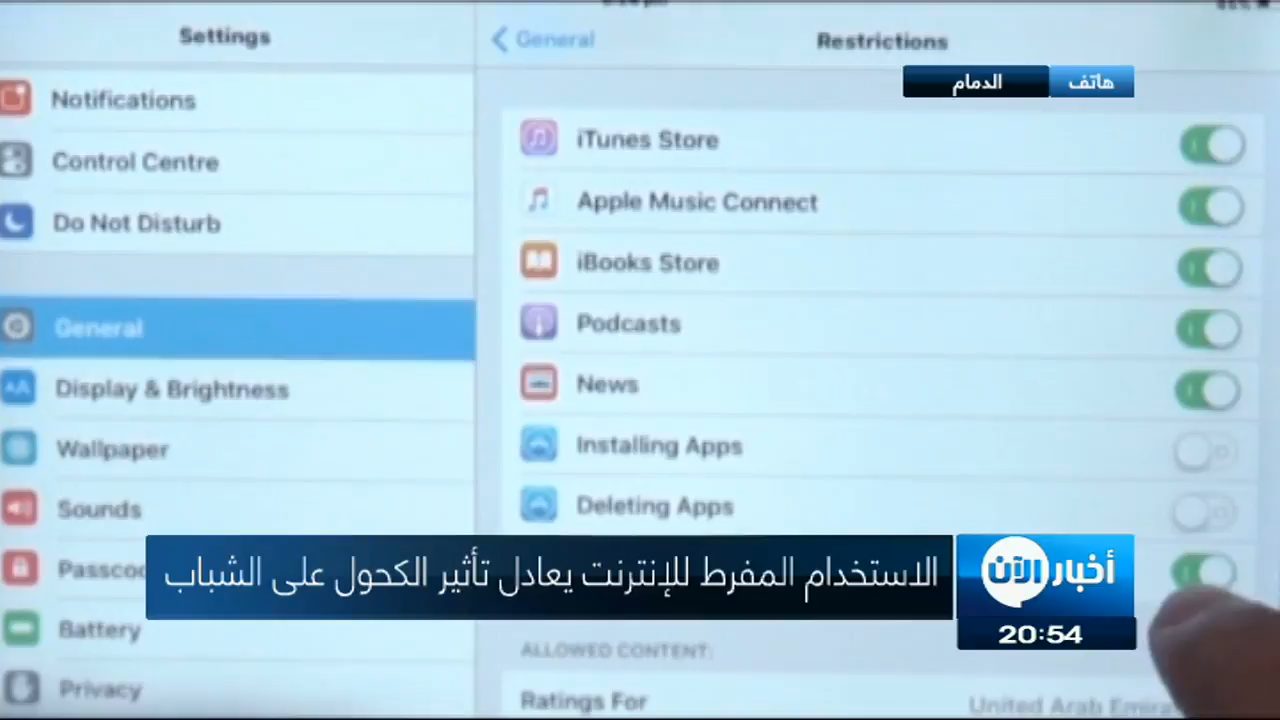 Settings
General
Restrictions
هاتف
الدمام
Notifications
Control Centre
Do Not Disturb
General
Display & Brightness
Wallpaper
Sounds
Battery
Privacy
iTunes Store
Apple Music Connect
iBooks Store
Podcasts
News
Installing Apps
Deleting Apps
الاستخدام المفرط للإنترنت يعادل تأثير الكحول على الشباب
أخبار الآن
20:54
ALLOWED CONTENT:
Ratings For
United Arab